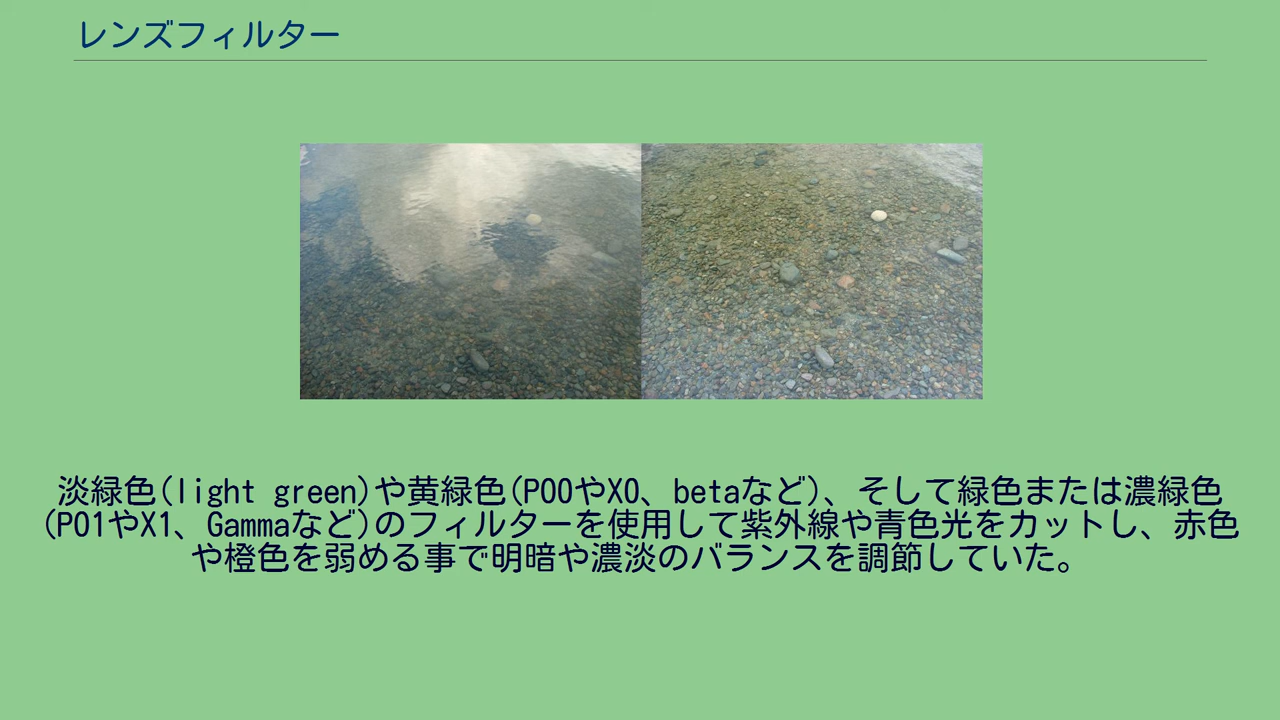 レンズフィルター
淡緑色(light green)や黄緑色(PO0やX0、betaなど)、そして緑色または濃緑色
(PO1やX1、Gammaなど)のフィルターを使用して紫外線や青色光をカットし、赤色
や橙色を弱める事で明暗や濃淡のバランスを調節していた。